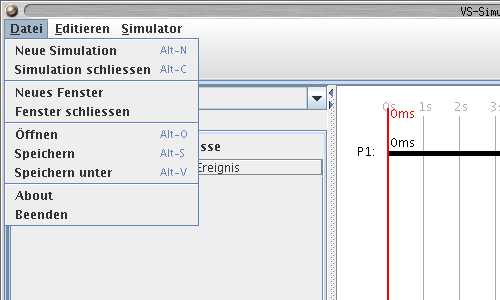 VS-Simu
Datei Editieren Simulator
Neue Simulation Alt-N
Simulation schliessen Alt-C
Neues Fenster
Fenster schliessen
Öffnen Alt-O
Speichern Alt-S
Speichern unter Alt-V
About
Beenden
sse
Ereignis
0s 1s 2s 3s
0ms
0ms
P1: